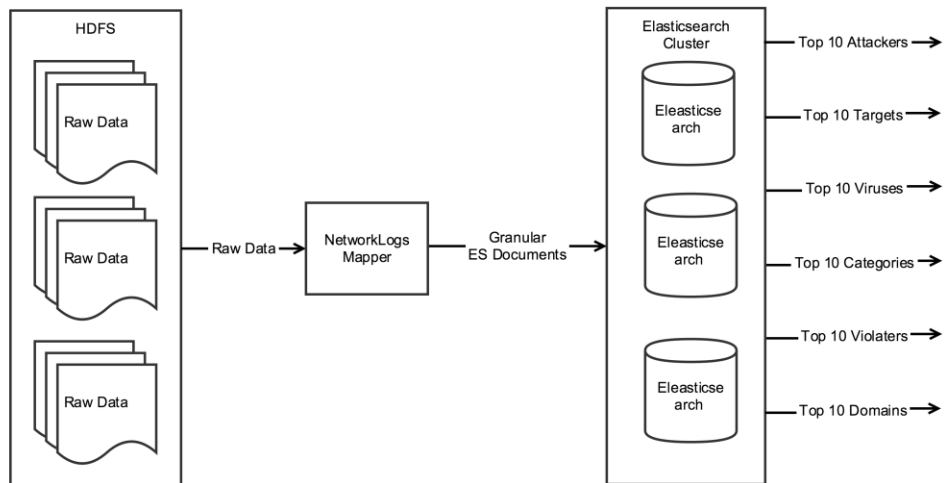 HDFS
Raw Data
Raw Data
Raw Data
Raw Data
NetworkLogs
Mapper
Granular
ES Documents
Elasticsearch
Cluster
Eleasticse
arch
Eleasticse
arch
Eleasticse
arch
Top 10 Attackers
Top 10 Targets
Top 10 Viruses
Top 10 Categories
Top 10 Violaters
Top 10 Domains